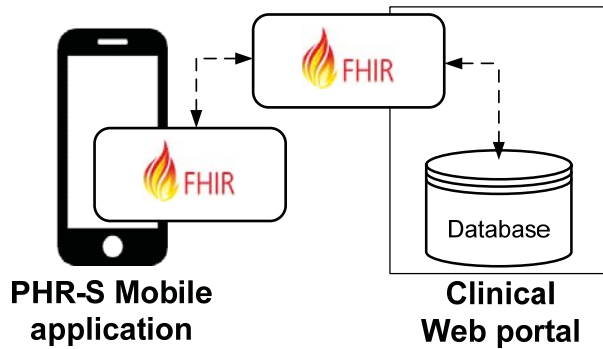 FHIR
FHIR
Database
PHR-S Mobile
application
Clinical
Web portal